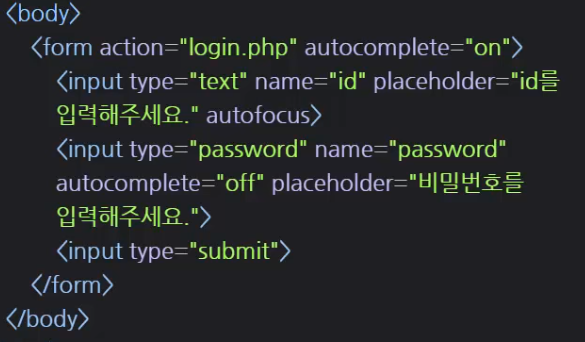 <body>
<form action="login.php" autocomplete="on">
<input type="text" name="id" placeholder="id를
입력해주세요." autofocus>
<input type="password" name="password"
autocomplete="off" placeholder="비밀번호를
입력해주세요.">
<input type="submit">
</form>
</body>